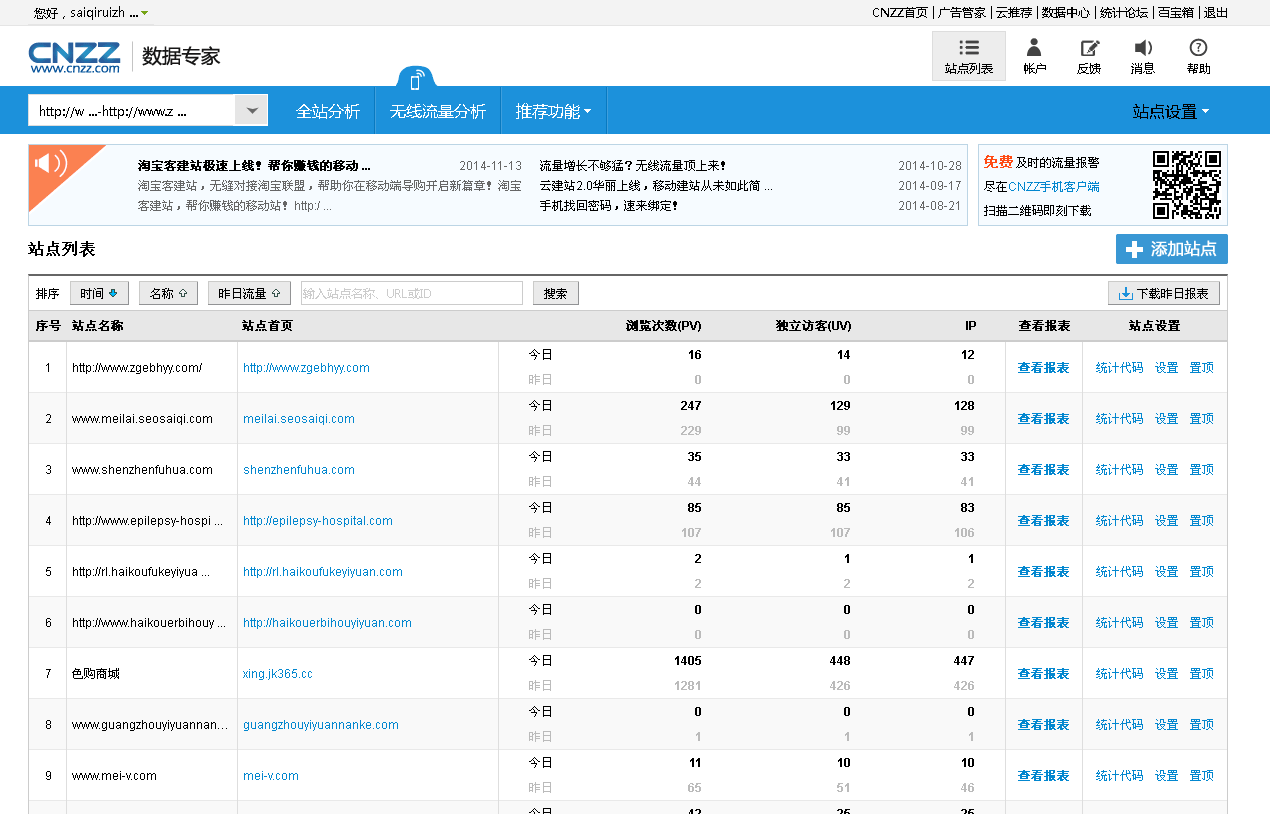 您好，saiqiruizh ...
CNZZ首页 | 广告管家 | 云推荐 | 数据中心 | 统计论坛 | 百宝箱 | 退出
CNZZ
www.cnzz.com
数据专家
站点列表 帐户 反馈 消息 帮助
http://w ...-http://www.z ...
全站分析 无线流量分析 推荐功能 站点设置
淘宝客建站极速上线！帮你赚钱的移动 ... 2014-11-13
淘宝客建站，无缝对接淘宝联盟，帮助你在移动端导购开启新篇章！淘宝
客建站，帮你赚钱的移动站！http:/ ...
流量增长不够猛？无线流量顶上来！ 2014-10-28
云建站2.0华丽上线，移动建站从未如此简 ... 2014-09-17
手机找回密码，速来绑定！ 2014-08-21
免费 及时的流量报警
尽在CNZZ手机客户端
扫描二维码即刻下载
站点列表
添加站点
排序 时间 名称 昨日流量 输入站点名称、URL或ID 搜索 下载昨日报表
序号 站点名称 站点首页 浏览次数(PV) 独立访客(UV) IP 查看报表 站点设置
1 http://www.zgebhyy.com/ http://www.zgebhyy.com 今日 16 14 12 查看报表 统计代码 设置 置顶
昨日 0 0 0
2 www.meilai.seosaiqi.com meilai.seosaiqi.com 今日 247 129 128 查看报表 统计代码 设置 置顶
昨日 229 99 99
3 www.shenzhenfuhua.com shenzhenfuhua.com 今日 35 33 33 查看报表 统计代码 设置 置顶
昨日 44 41 41
4 http://www.epilepsy-hospi ... http://epilepsy-hospital.com 今日 85 85 83 查看报表 统计代码 设置 置顶
昨日 107 107 106
5 http://rl.haikoufukeyiyua ... http://rl.haikoufukeyiyuan.com 今日 2 1 1 查看报表 统计代码 设置 置顶
昨日 2 2 2
6 http://www.haikouerbihouy ... http://haikouerbihouyiyuan.com 今日 0 0 0 查看报表 统计代码 设置 置顶
昨日 0 0 0
7 色购商城 xing.jk365.cc 今日 1405 448 447 查看报表 统计代码 设置 置顶
昨日 1281 426 426
8 www.guangzhouyiyuannan... guangzhouyiyuannanke.com 今日 0 0 0 查看报表 统计代码 设置 置顶
昨日 1 1 1
9 www.mei-v.com mei-v.com 今日 11 10 10 查看报表 统计代码 设置 置顶
昨日 65 51 46